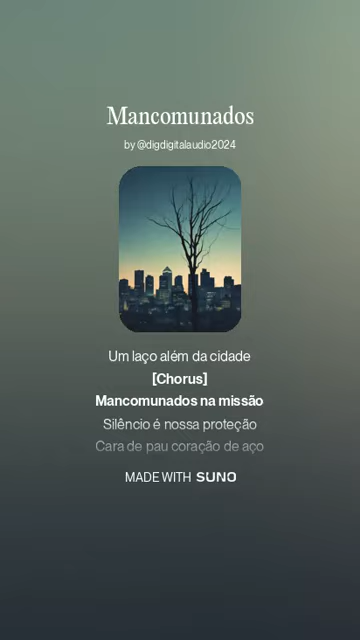 Mancomunados
by @digdigitalaudio2024
Um laço além da cidade
[Chorus]
Mancomunados na missão
Silêncio é nossa proteção
Cara de pau coração de aço
MADE WITH SUNO